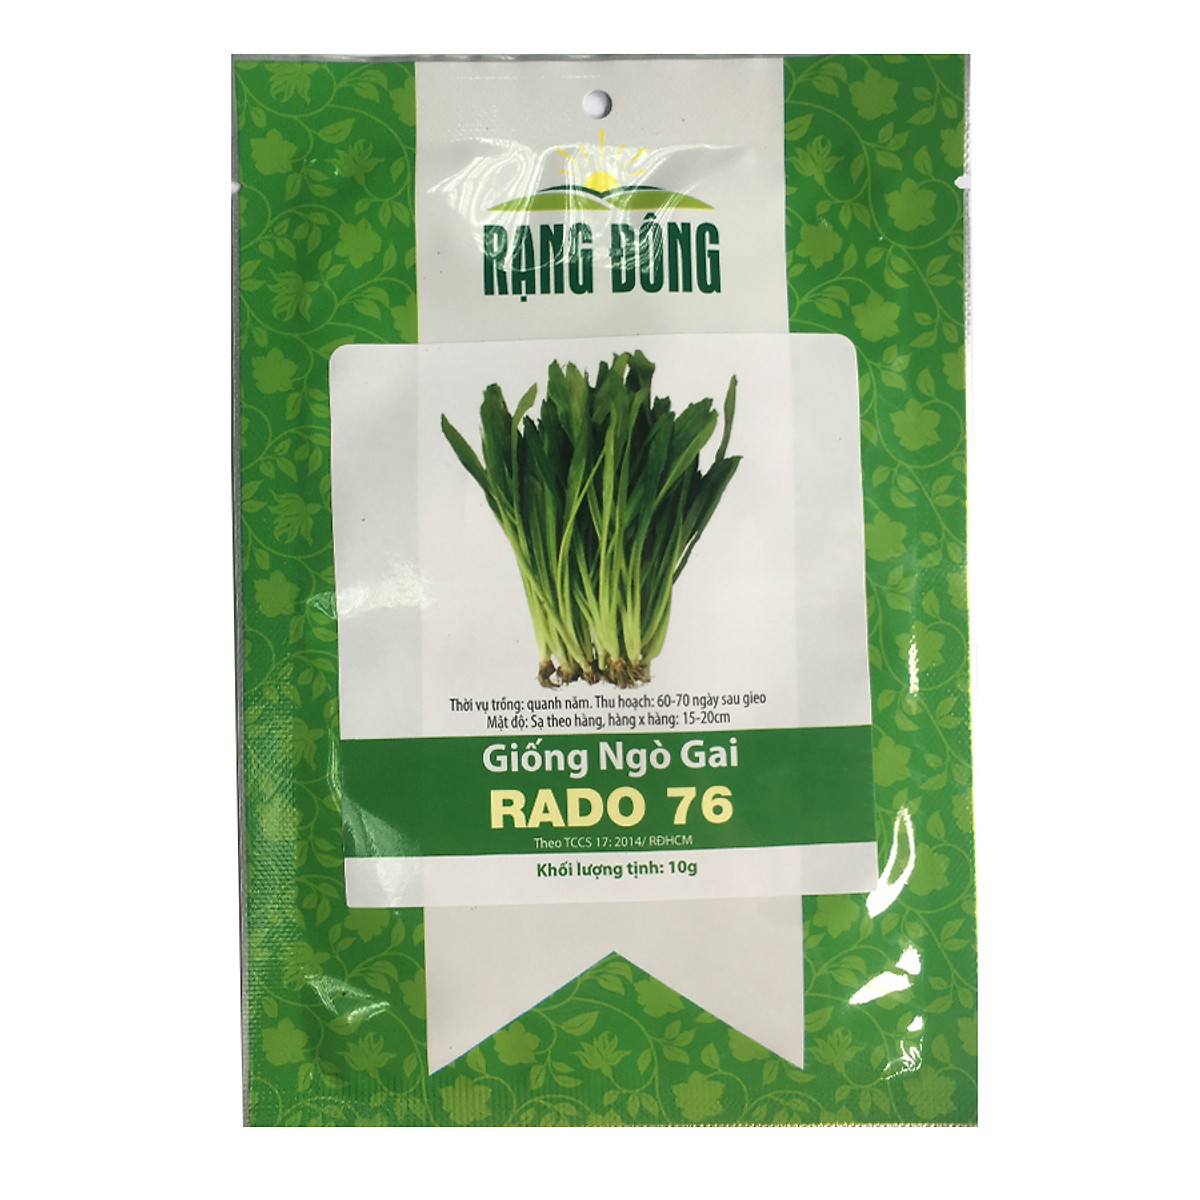 RẠNG ĐÔNG
Thời vụ trồng: quanh năm. Thu hoạch: 60-70 ngày sau gieo
Mật độ: Sạ theo hàng, hàng x hàng: 15-20cm
Giống Ngò Gai
RADO 76
Theo TCCS 17: 2014/ RĐHCM
Khối lượng tịnh: 10g